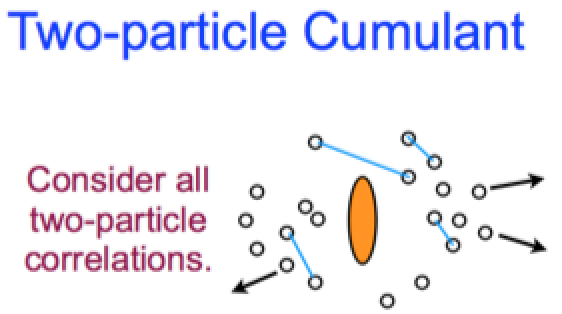 Two-particle Cumulant
Consider all
two-particle
correlations.